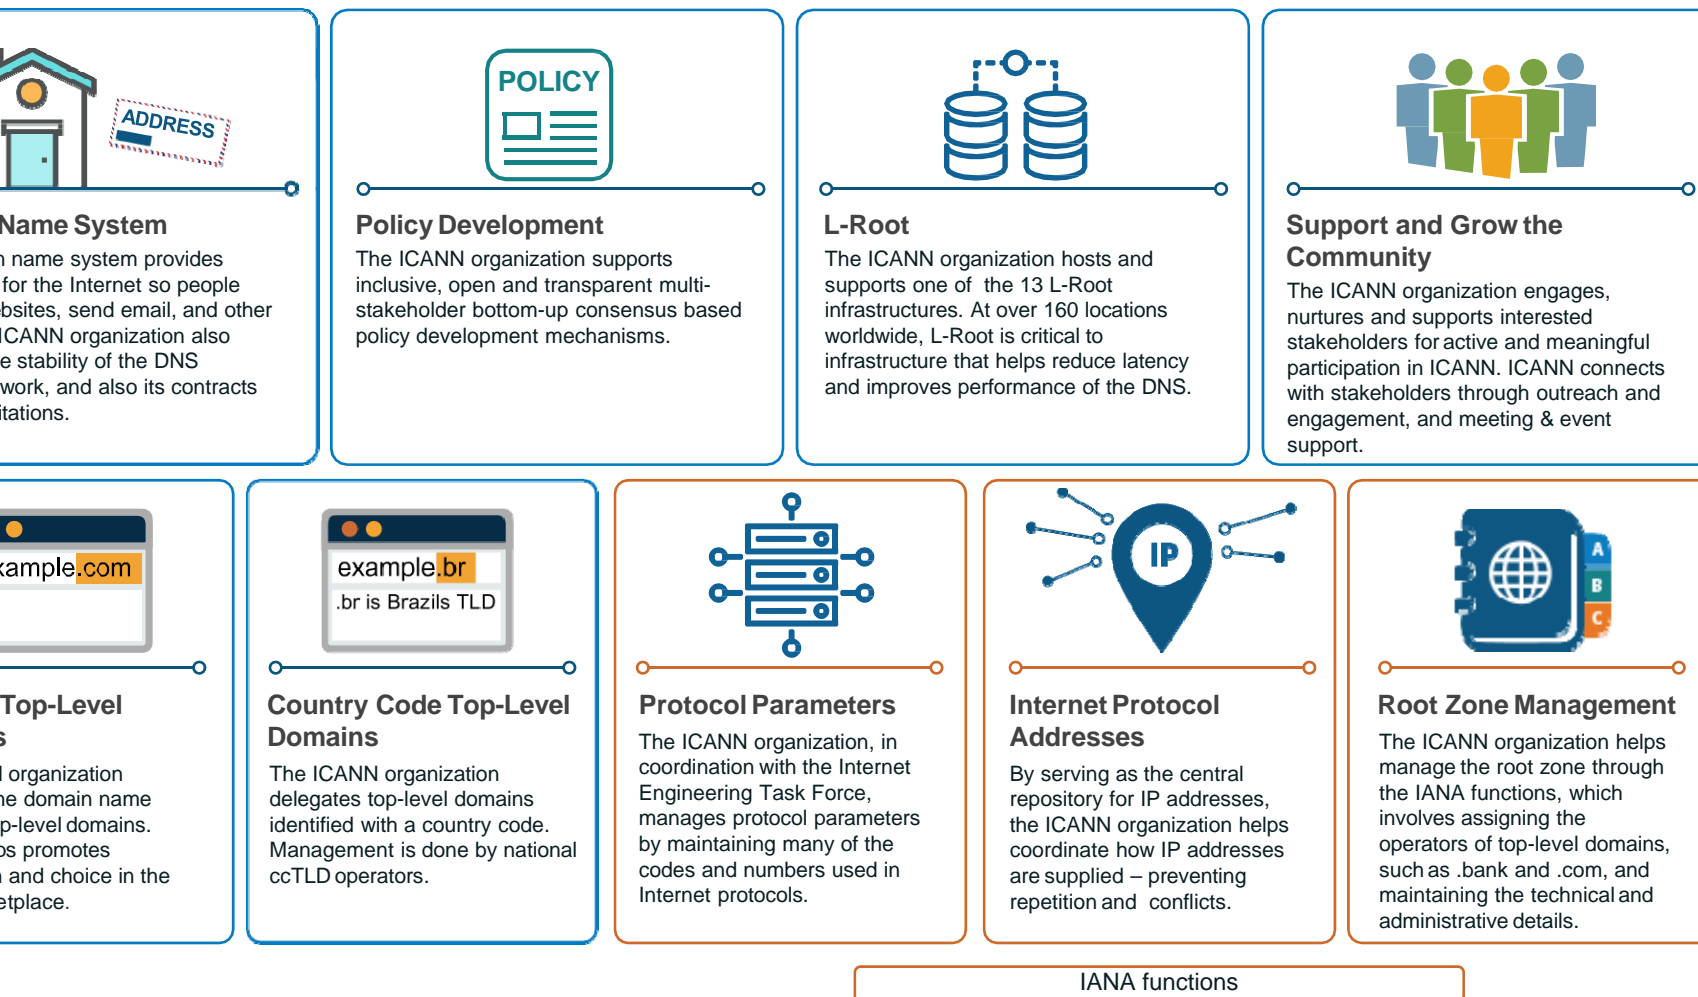 ADDRESS
Name System
name system provides
for the Internet so people
send email, and other
ICANN organization also
stability of the DNS
and also its contracts
POLICY
Policy Development
The ICANN organization supports
inclusive, open and transparent multi-
stakeholder bottom-up consensus based
policy development mechanisms.
L-Root
The ICANN organization hosts and
supports one of the 13 L-Root
infrastructures. At over 160 locations
worldwide, L-Root is critical to
infrastructure that helps reduce latency
and improves performance of the DNS.
Support and Grow the
Community
The ICANN organization engages,
nurtures and supports interested
stakeholders for active and meaningful
participation in ICANN. ICANN connects
with stakeholders through outreach and
engagement, and meeting & event
support.
.com
Top-Level
organization
domain name
domains.
promotes
and choice in the
example.br
.br is Brazils TLD
Country Code Top-Level
Domains
The ICANN organization
delegates top-level domains
identified with a country code.
Management is done by national
ccTLD operators.
Protocol Parameters
The ICANN organization, in
coordination with the Internet
Engineering Task Force,
manages protocol parameters
by maintaining many of the
codes and numbers used in
Internet protocols.
IP
Internet Protocol
Addresses
By serving as the central
repository for IP addresses,
the ICANN organization helps
coordinate how IP addresses
are supplied – preventing
repetition and conflicts.
A
B
C
Root Zone Management
The ICANN organization helps
manage the root zone through
the IANA functions, which
involves assigning the
operators of top-level domains,
such as .bank and .com, and
maintaining the technical and
administrative details.
IANA functions